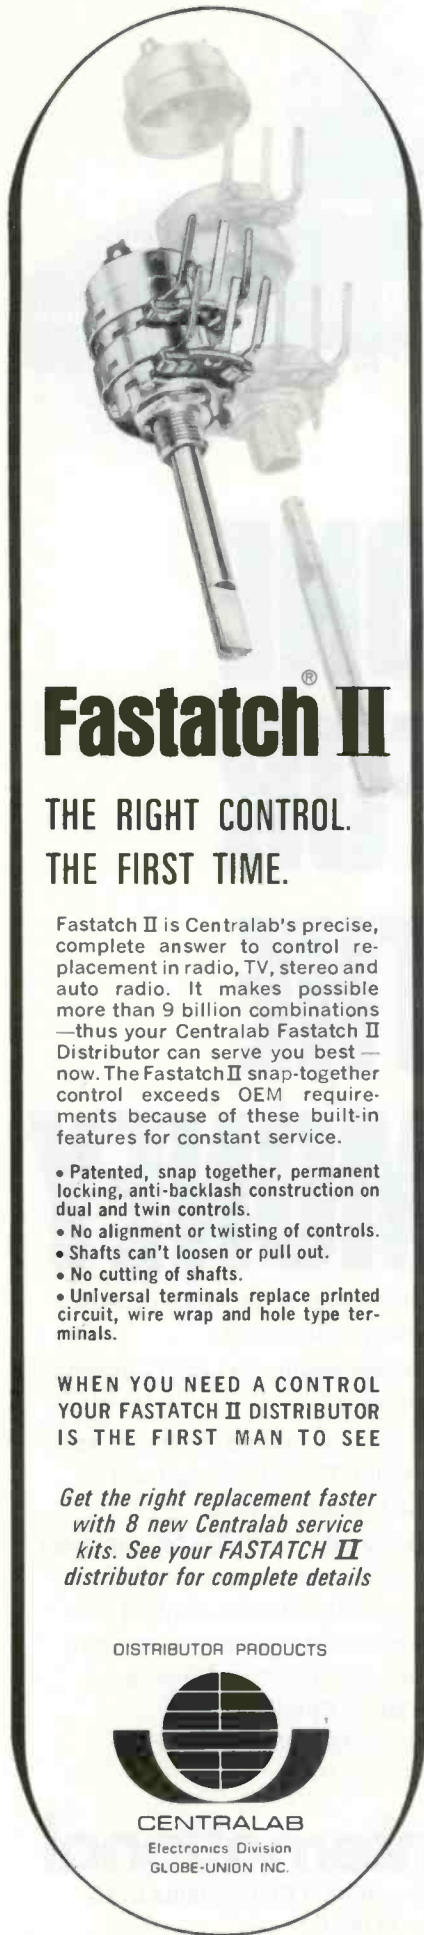 Fastatch® II
THE RIGHT CONTROL.
THE FIRST TIME.
Fastatch II is Centralab's precise,
complete answer to control re-
placement in radio, TV, stereo and
auto radio. It makes possible
more than 9 billion combinations
—thus your Centralab Fastatch II
Distributor can serve you best —
now. The Fastatch II snap-together
control exceeds OEM require-
ments because of these built-in
features for constant service.
• Patented, snap together, permanent
locking, anti-backlash construction on
dual and twin controls.
• No alignment or twisting of controls.
• Shafts can't loosen or pull out.
• No cutting of shafts.
• Universal terminals replace printed
circuit, wire wrap and hole type ter-
minals.
WHEN YOU NEED A CONTROL
YOUR FASTATCH II DISTRIBUTOR
IS THE FIRST MAN TO SEE
Get the right replacement faster
with 8 new Centralab service
kits. See your FASTATCH II
distributor for complete details
DISTRIBUTOR PRODUCTS
CENTRALAB
Electronics Division
GLOBE-UNION INC.